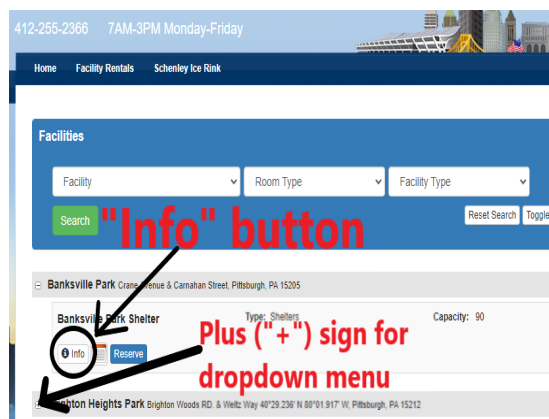 412-255-2366 7AM-3PM Monday-Friday
Home Facility Rentals Schenley Ice Rink
Facilities
Facility Room Type Facility Type
Search Reset Search Toggle
"Info" button
Banksville Park Crane Avenue & Carnahan Street, Pittsburgh, PA 15205
Banksville Park Shelter Type: Shelters Capacity: 90
Info Reserve
Plus ("+") sign for
dropdown menu
Brighton Heights Park Brighton Woods RD. & Weltz Way 40°29.236' N 80°01.917' W, Pittsburgh, PA 15212